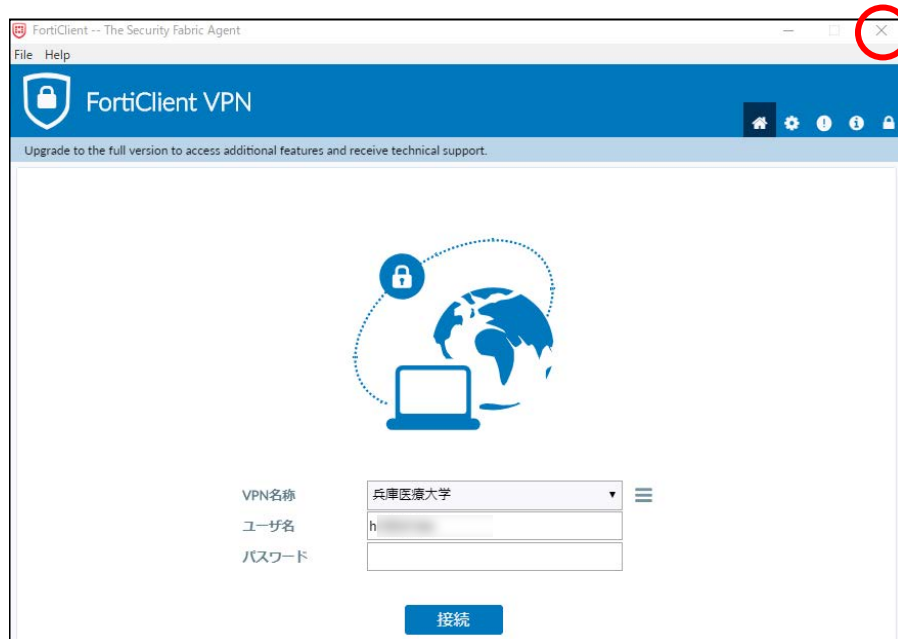 FortiClient -- The Security Fabric Agent
File Help
FortiClient VPN
Upgrade to the full version to access additional features and receive technical support.
VPN名称 兵庫医療大学
ユーザ名 h
パスワード
接続